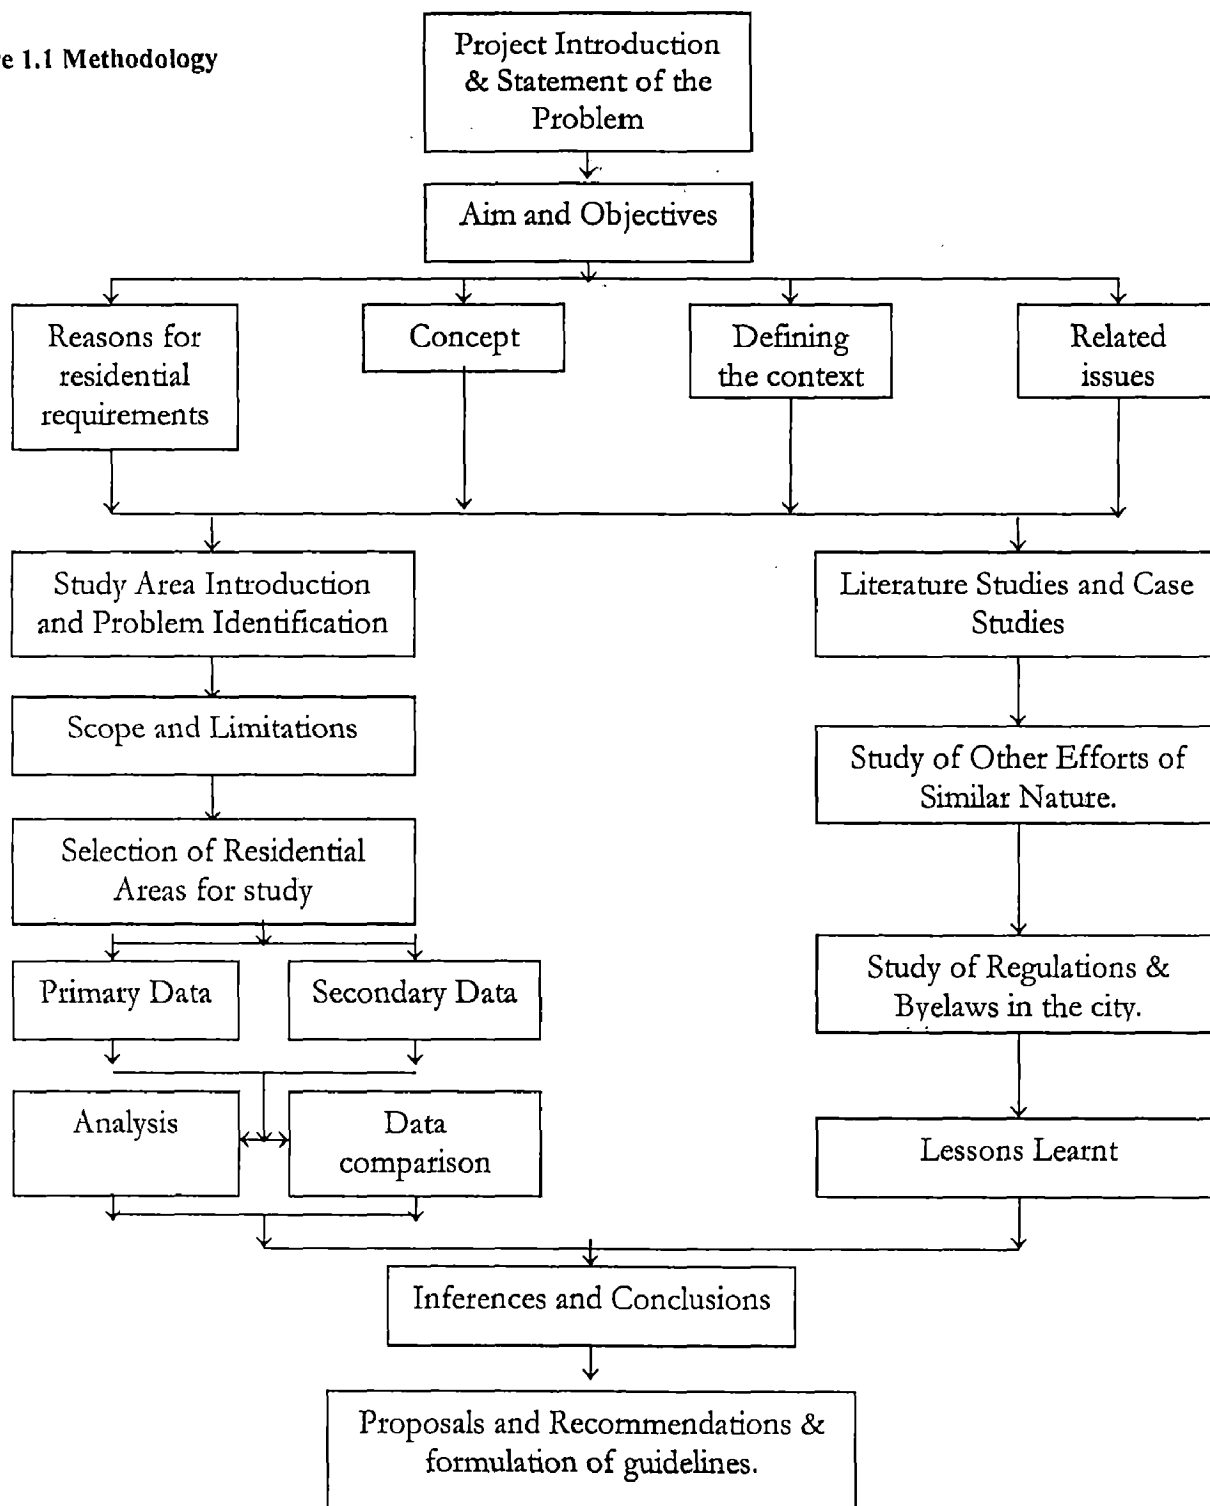 re 1.1 Methodology
Project Introduction
& Statement of the
Problem
Aim and Objectives
Reasons for
residential
requirements
Concept
Defining
the context
Related
issues
Study Area Introduction
and Problem Identification
Literature Studies and Case
Studies
Scope and Limitations
Study of Other Efforts of
Similar Nature.
Selection of Residential
Areas for study
Primary Data
Secondary Data
Study of Regulations &
Byelaws in the city.
Analysis
Data
comparison
Lessons Learnt
Inferences and Conclusions
Proposals and Recommendations &
formulation of guidelines.